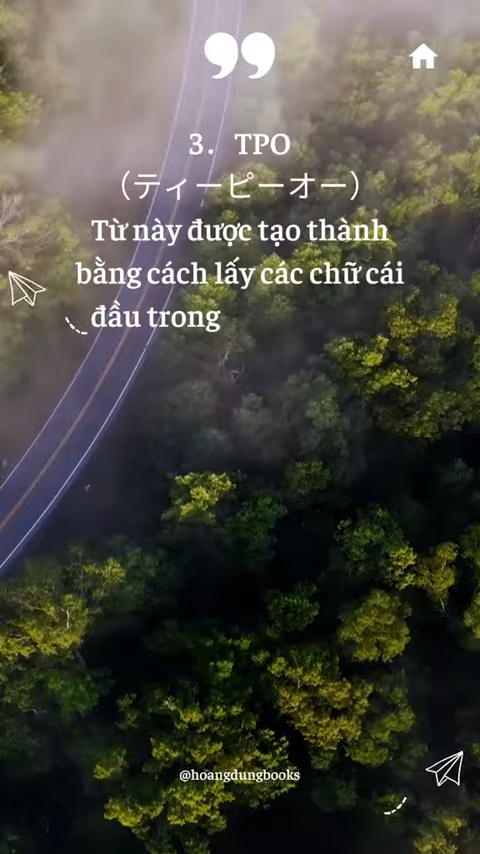 3. TPO
（ティーピーオー）
Từ này được tạo thành
bằng cách lấy các chữ cái
đầu trong
@hoangdungbooks